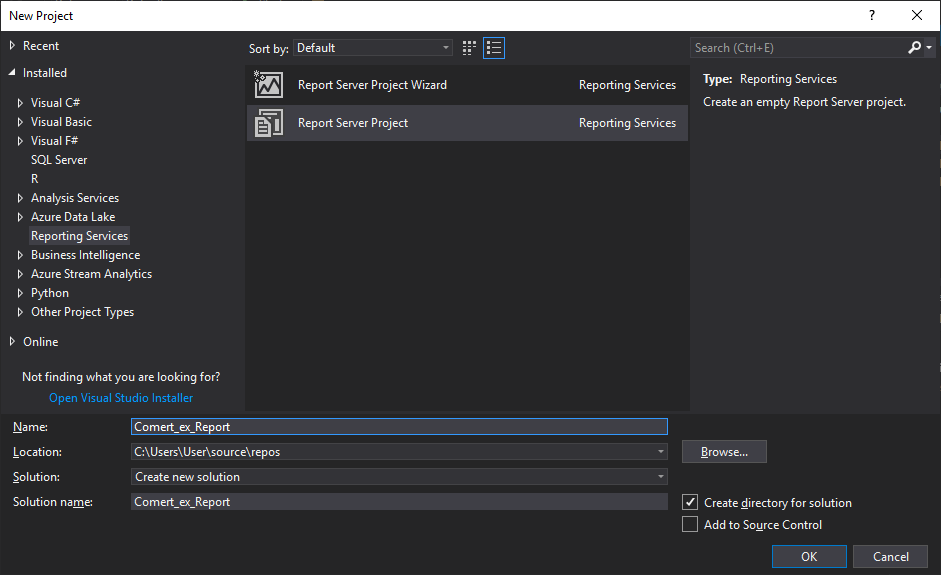 New Project
?
Recent
Installed
Visual C#
Visual Basic
Visual F#
SQL Server
R
Analysis Services
Azure Data Lake
Reporting Services
Business Intelligence
Azure Stream Analytics
Python
Other Project Types
Online
Not finding what you are looking for?
Open Visual Studio Installer
Sort by: Default
Report Server Project Wizard Reporting Services
Report Server Project Reporting Services
Search (Ctrl+E)
Type: Reporting Services
Create an empty Report Server project.
Name: Comert_ex_Report
Location: C:\Users\User\source\repos Browse...
Solution: Create new solution
Solution name: Comert_ex_Report
Create directory for solution
Add to Source Control
OK Cancel